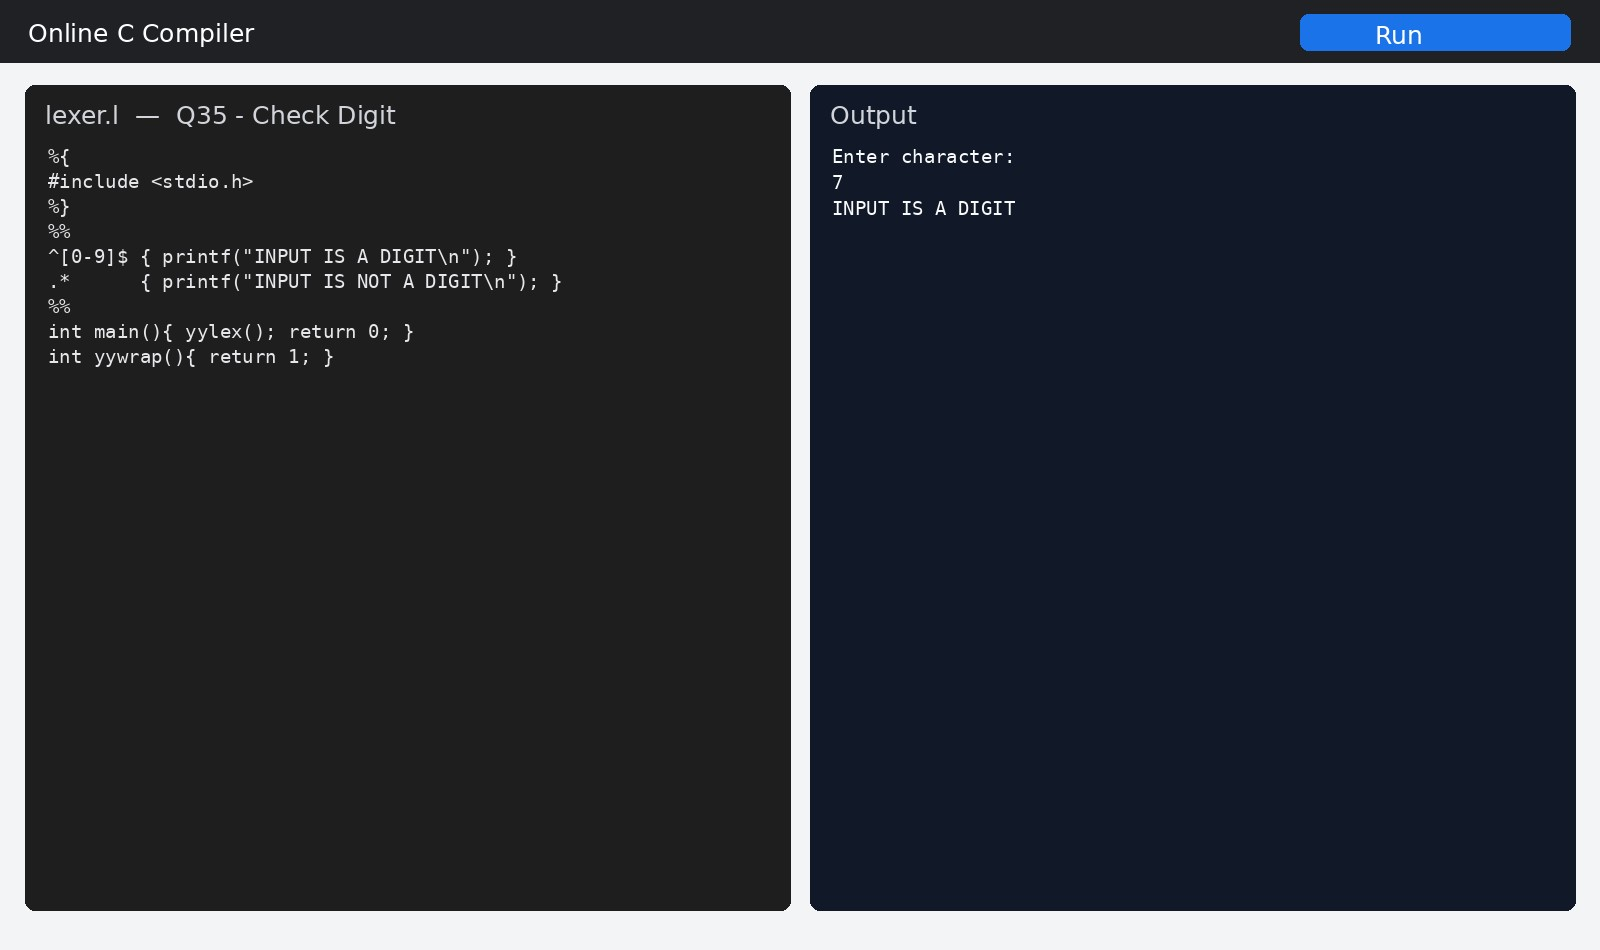 Online C Compiler
Run
lexer.l — Q35 - Check Digit
%{
#include <stdio.h>
%}
%%
^[0-9]$ { printf("INPUT IS A DIGIT\n"); }
.*      { printf("INPUT IS NOT A DIGIT\n"); }
%%
int main(){ yylex(); return 0; }
int yywrap(){ return 1; }
Output
Enter character:
7
INPUT IS A DIGIT